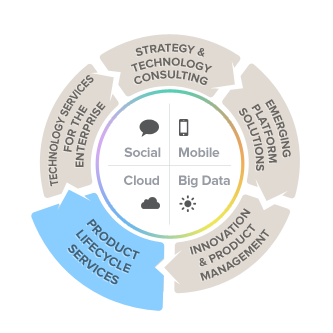 STRATEGY &
TECHNOLOGY
CONSULTING
EMERGING
PLATFORM
SOLUTIONS
INNOVATION
& PRODUCT
MANAGEMENT
PRODUCT
LIFECYCLE
SERVICES
TECHNOLOGY SERVICES
FOR THE
ENTERPRISE
Social
Mobile
Cloud
Big Data